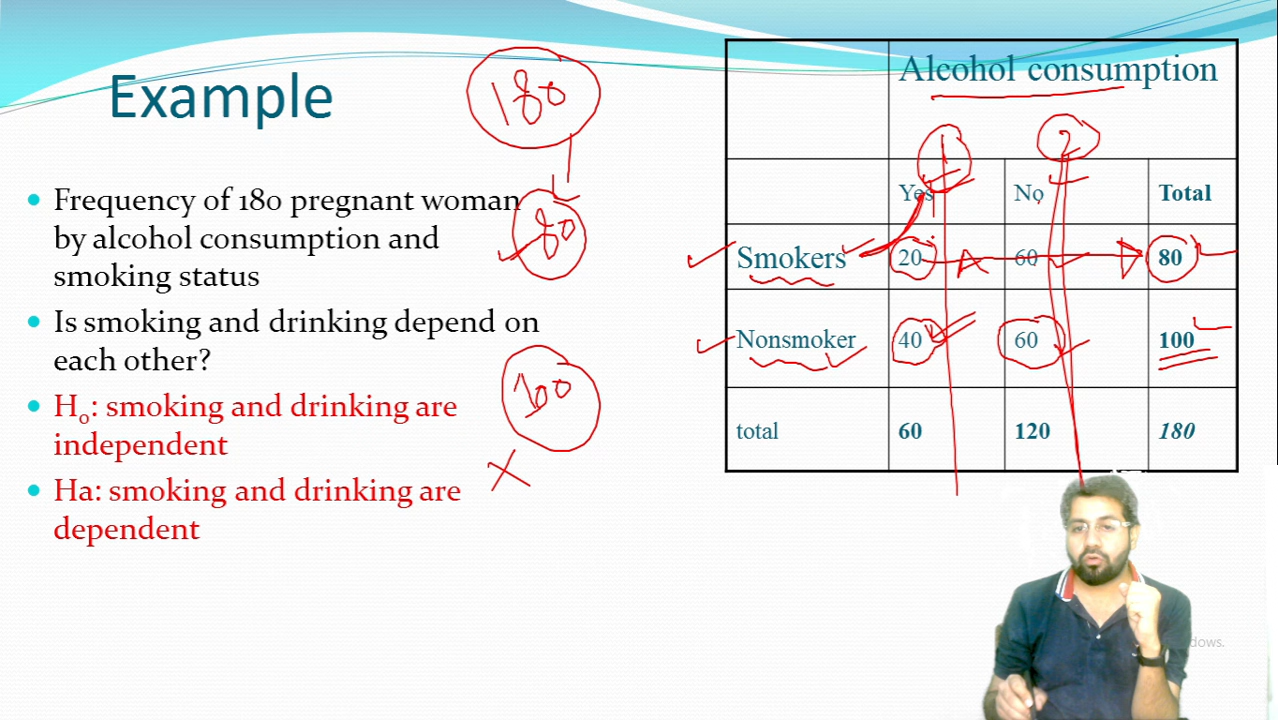 Example
180
Alcohol consumption
1
2
Frequency of 180 pregnant woman
by alcohol consumption and
smoking status
80
Yes No Total
Smokers 20 60 80
Is smoking and drinking depend on
each other?
Nonsmoker 40 60 100
100
H₀: smoking and drinking are
independent
total 60 120 180
Ha: smoking and drinking are
dependent
dows.